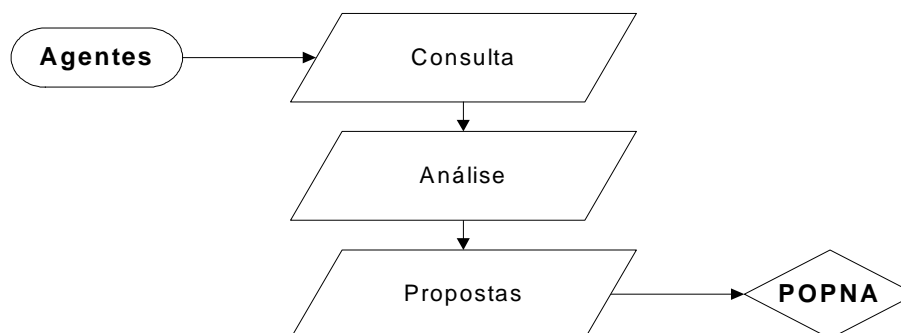 Agentes
Consulta
Análise
Propostas
POPNA